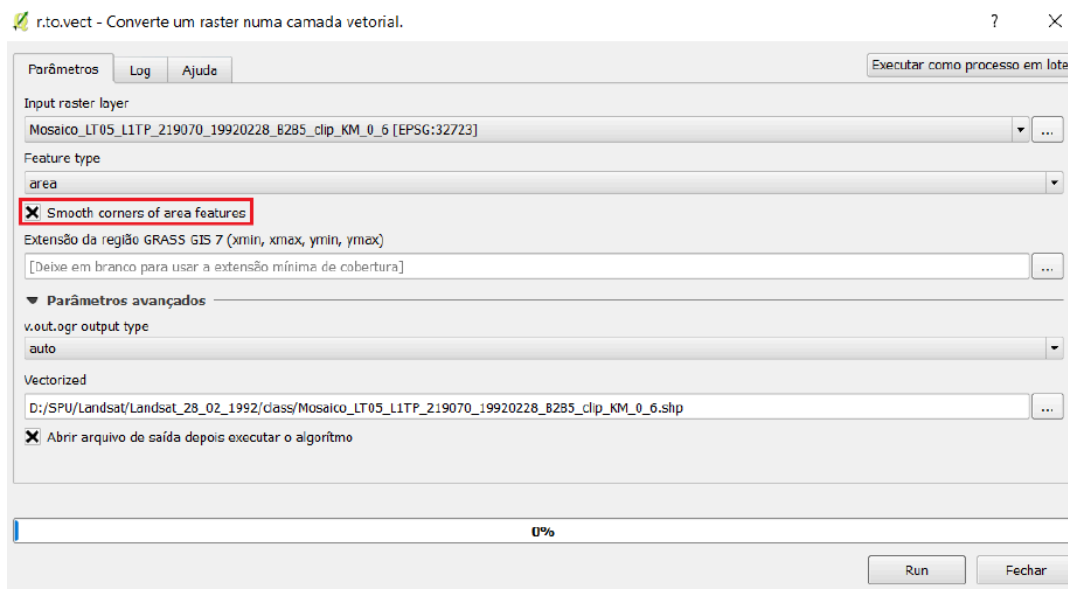 r.to.vect - Converte um raster numa camada vetorial.
?
Parâmetros Log Ajuda
Executar como processo em lote
Input raster layer
Mosaico_LT05_L1TP_219070_19920228_B2B5_clip_KM_0_6 [EPSG:32723]
...
Feature type
area
Smooth corners of area features
Extensão da região GRASS GIS 7 (xmin, xmax, ymin, ymax)
[Deixe em branco para usar a extensão mínima de cobertura]
...
Parâmetros avançados
v.out.ogr output type
auto
Vectorized
D:/SPU/Landsat/Landsat_28_02_1992/class/Mosaico_LT05_L1TP_219070_19920228_B2B5_clip_KM_0_6.shp
...
Abrir arquivo de saída depois executar o algorítmo
0%
Run Fechar